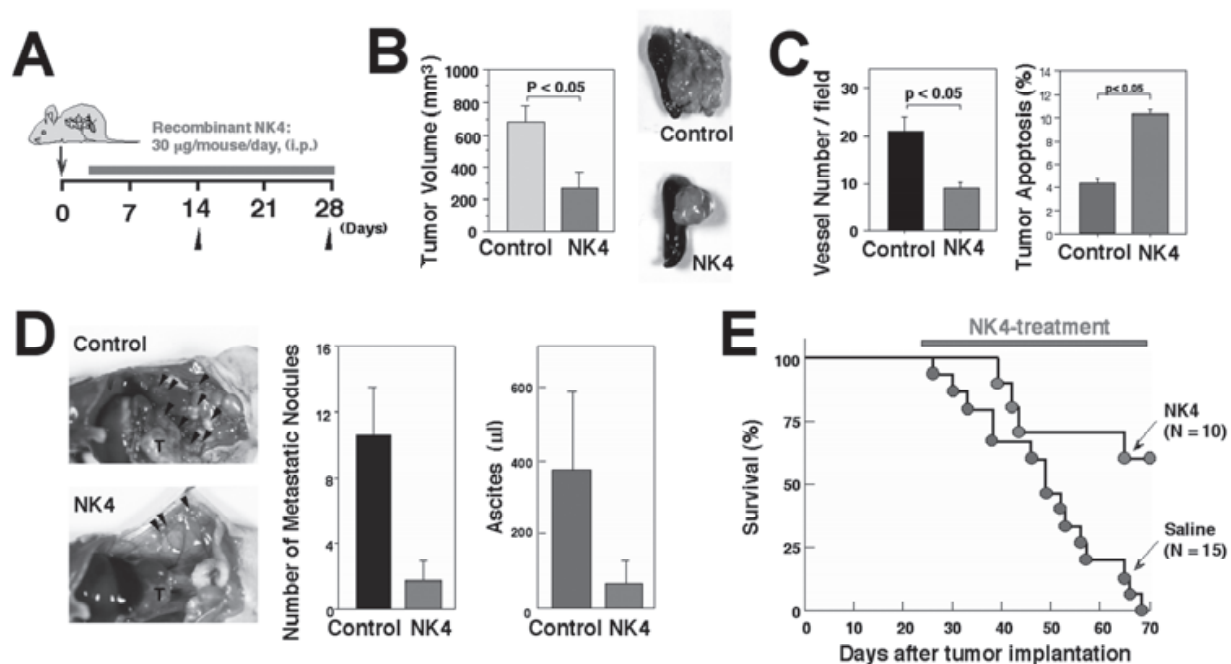 A
Recombinant NK4:
30 µg/mouse/day, (i.p.)
0 7 14 21 28
(Days)
B
Tumor Volume (mm³)
1000
800
600
400
200
0
P < 0.05
Control NK4
Control
NK4
C
Vessel Number / field
30
20
10
0
p < 0.05
Control NK4
Tumor Apoptosis (%)
14
12
10
8
6
4
2
0
p < 0.05
Control NK4
D
Control
T
NK4
T
Number of Metastatic Nodules
16
12
8
4
0
Control NK4
Ascites (µl)
600
400
200
0
Control NK4
E
NK4-treatment
Survival (%)
100
75
50
25
0
NK4
(N = 10)
Saline
(N = 15)
0 10 20 30 40 50 60 70
Days after tumor implantation